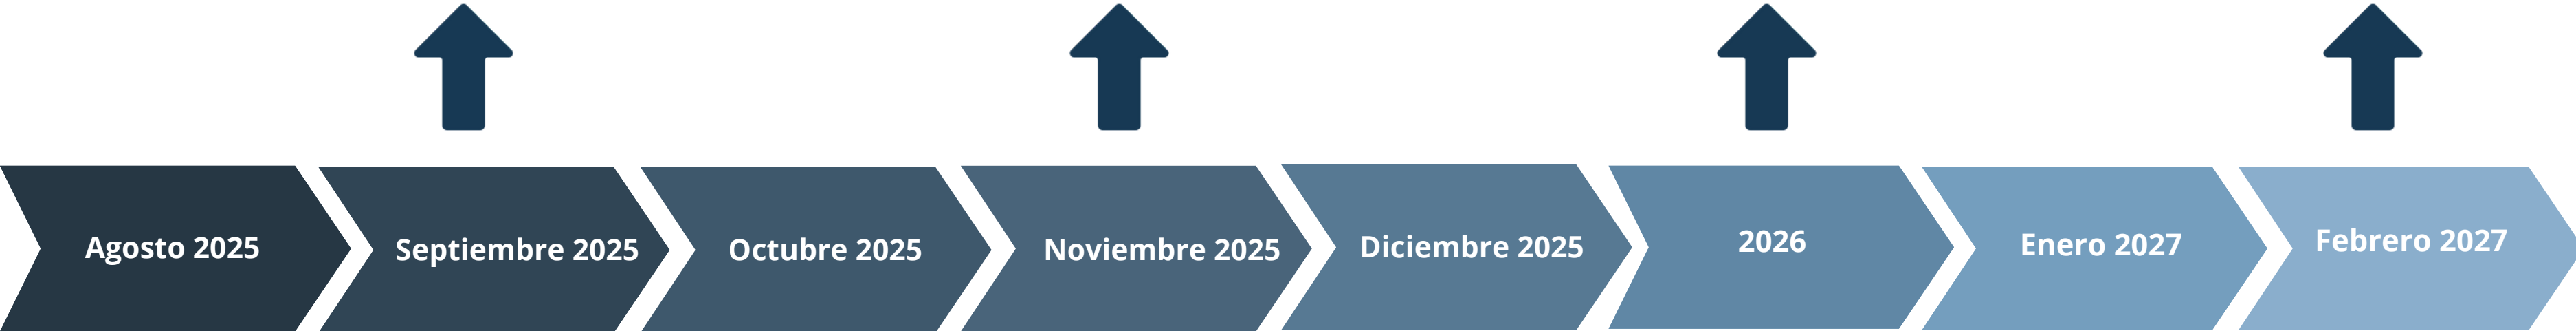 Agosto 2025
Septiembre 2025
Octubre 2025
Noviembre 2025
Diciembre 2025
2026
Enero 2027
Febrero 2027